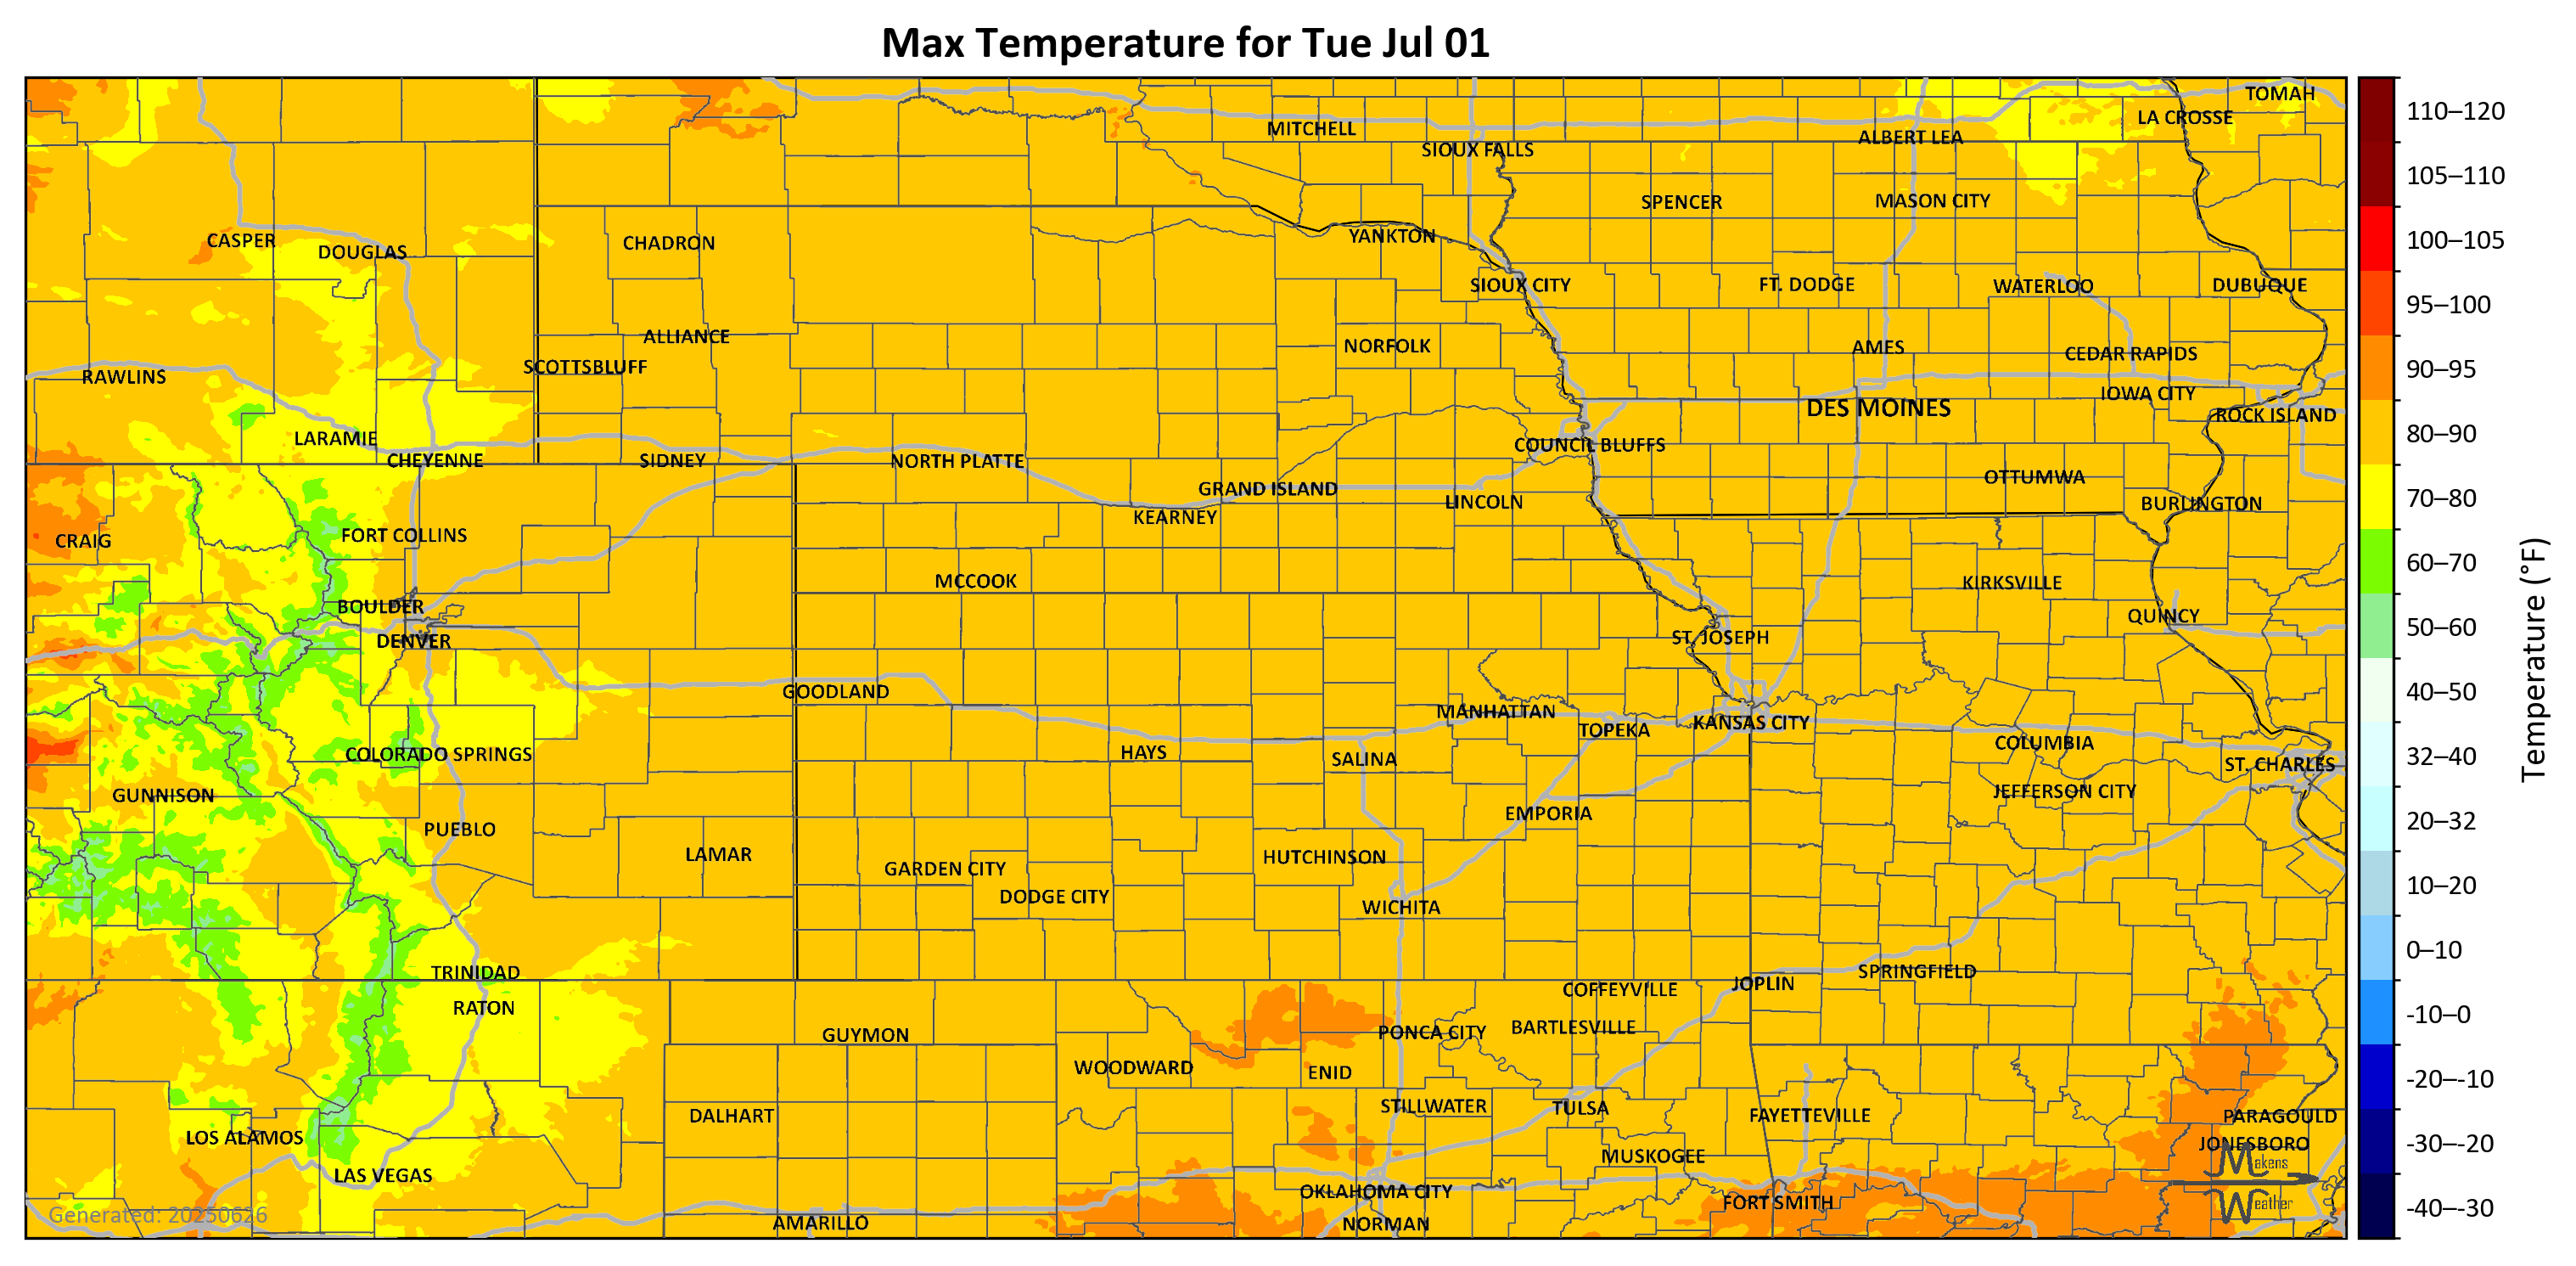 Max Temperature for Tue Jul 01
TOMAH
LA CROSSE
MITCHELL
ALBERT LEA
SIOUX FALLS
SPENCER
MASON CITY
CASPER
DOUGLAS
CHADRON
YANKTON
SIOUX CITY
FT. DODGE
WATERLOO
DUBUQUE
ALLIANCE
NORFOLK
AMES
CEDAR RAPIDS
SCOTTSBLUFF
RAWLINS
IOWA CITY
DES MOINES
ROCK ISLAND
LARAMIE
COUNCIL BLUFFS
CHEYENNE
SIDNEY
NORTH PLATTE
OTTUMWA
GRAND ISLAND
LINCOLN
BURLINGTON
KEARNEY
CRAIG
FORT COLLINS
MCCOOK
KIRKSVILLE
BOULDER
QUINCY
DENVER
ST. JOSEPH
GOODLAND
MANHATTAN
TOPEKA
KANSAS CITY
COLORADO SPRINGS
HAYS
SALINA
COLUMBIA
ST. CHARLES
GUNNISON
JEFFERSON CITY
EMPORIA
PUEBLO
LAMAR
HUTCHINSON
GARDEN CITY
DODGE CITY
WICHITA
TRINIDAD
SPRINGFIELD
JOPLIN
COFFEYVILLE
RATON
GUYMON
PONCA CITY
BARTLESVILLE
WOODWARD
ENID
STILLWATER
TULSA
DALHART
FAYETTEVILLE
PARAGOULD
LOS ALAMOS
JONESBORO
MUSKOGEE
LAS VEGAS
OKLAHOMA CITY
FORT SMITH
AMARILLO
NORMAN
Makens
Weather
Generated: 20250626
110–120
105–110
100–105
95–100
90–95
80–90
70–80
60–70
50–60
40–50
32–40
20–32
10–20
0–10
-10–0
-20–-10
-30–-20
-40–-30
Temperature (°F)